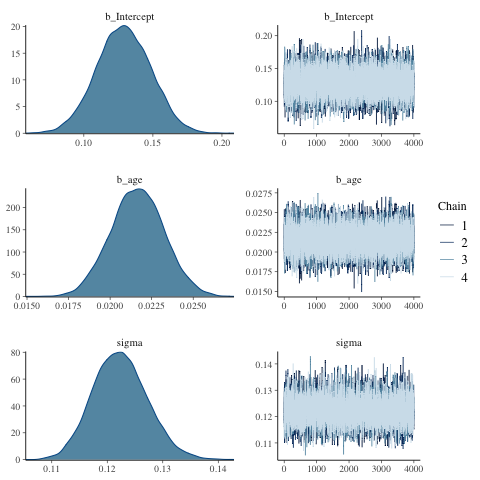 b_Intercept
20
15
10
5
0
0.10 0.15 0.20
b_Intercept
0.20
0.15
0.10
0 1000 2000 3000 4000
b_age
200
150
100
50
0
0.0150 0.0175 0.0200 0.0225 0.0250
b_age
0.0275
0.0250
0.0225
0.0200
0.0175
0.0150
0 1000 2000 3000 4000
Chain
1
2
3
4
sigma
80
60
40
20
0
0.11 0.12 0.13 0.14
sigma
0.14
0.13
0.12
0.11
0 1000 2000 3000 4000